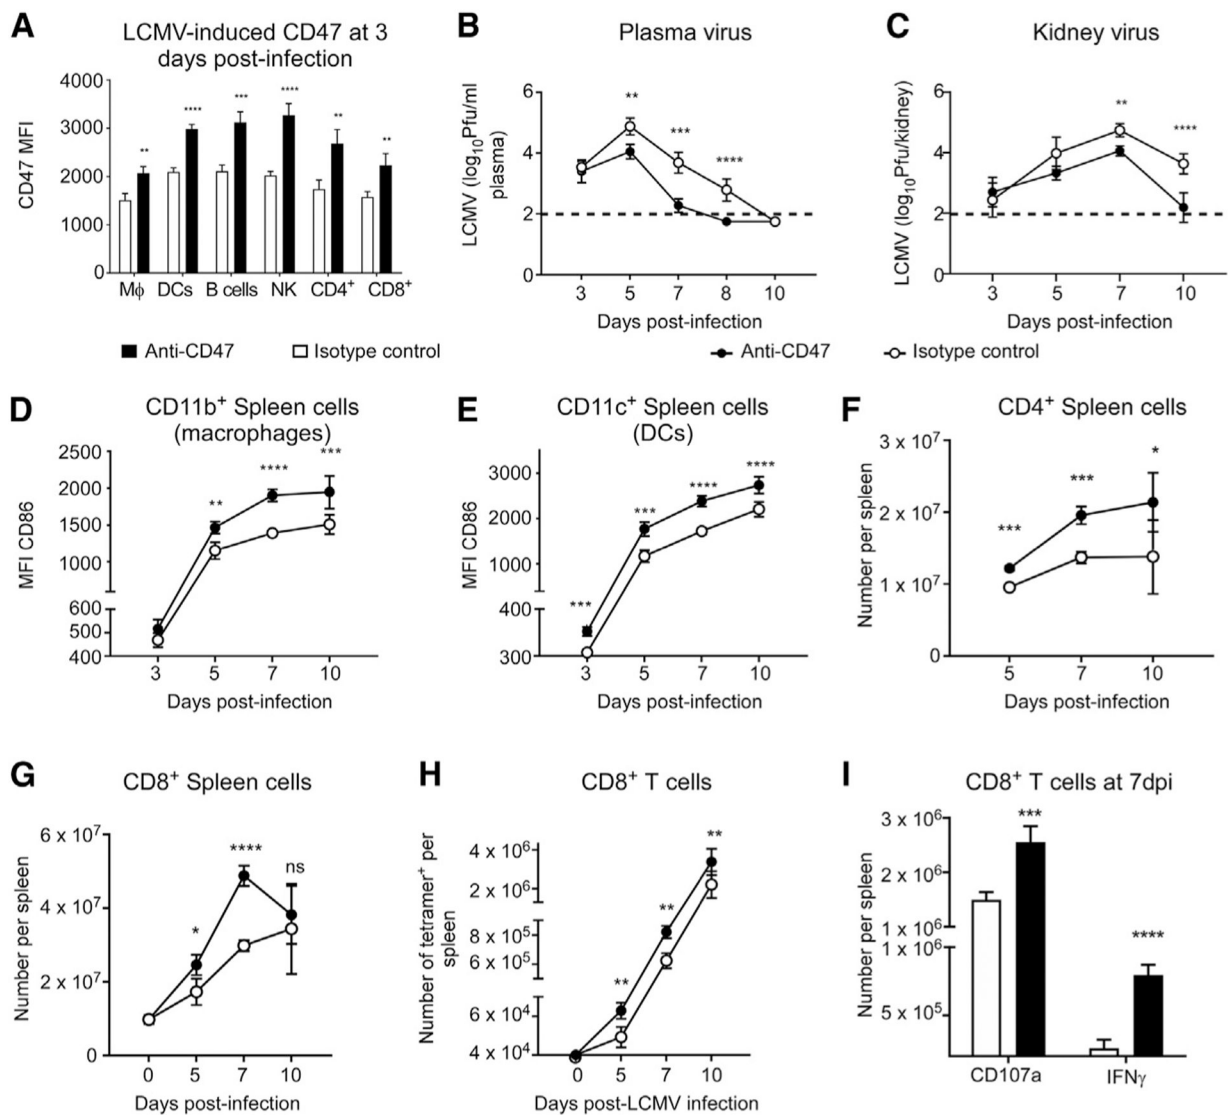 A
LCMV-induced CD47 at 3
days post-infection
CD47 MFI
4000
3000
2000
1000
0
**
****
***
****
**
**
Mϕ DCs B cells NK CD4⁺ CD8⁺
B
Plasma virus
LCMV (log₁₀Pfu/ml
plasma)
6
4
2
0
**
***
****
3 5 7 8 10
Days post-infection
C
Kidney virus
LCMV (log₁₀Pfu/kidney)
6
4
2
0
**
****
3 5 7 10
Days post-infection
Anti-CD47 Isotype control
Anti-CD47 Isotype control
D
CD11b⁺ Spleen cells
(macrophages)
MFI CD86
2500
2000
1500
1000
600
500
400
**
****
***
3 5 7 10
Days post-infection
E
CD11c⁺ Spleen cells
(DCs)
MFI CD86
3000
2000
1000
400
300
***
***
****
****
3 5 7 10
Days post-infection
F
CD4⁺ Spleen cells
Number per spleen
3 x 10⁷
2 x 10⁷
1 x 10⁷
0
***
***
*
5 7 10
Days post-infection
G
CD8⁺ Spleen cells
Number per spleen
6 x 10⁷
4 x 10⁷
2 x 10⁷
0
*
****
ns
0 5 7 10
Days post-infection
H
CD8⁺ T cells
Number of tetramer⁺ per
spleen
4 x 10⁶
2 x 10⁶
8 x 10⁵
6 x 10⁵
6 x 10⁴
4 x 10⁴
**
**
**
0 5 7 10
Days post-LCMV infection
I
CD8⁺ T cells at 7dpi
Number per spleen
3 x 10⁶
2 x 10⁶
1 x 10⁶
1 x 10⁶
5 x 10⁵
***
****
CD107a IFNγ